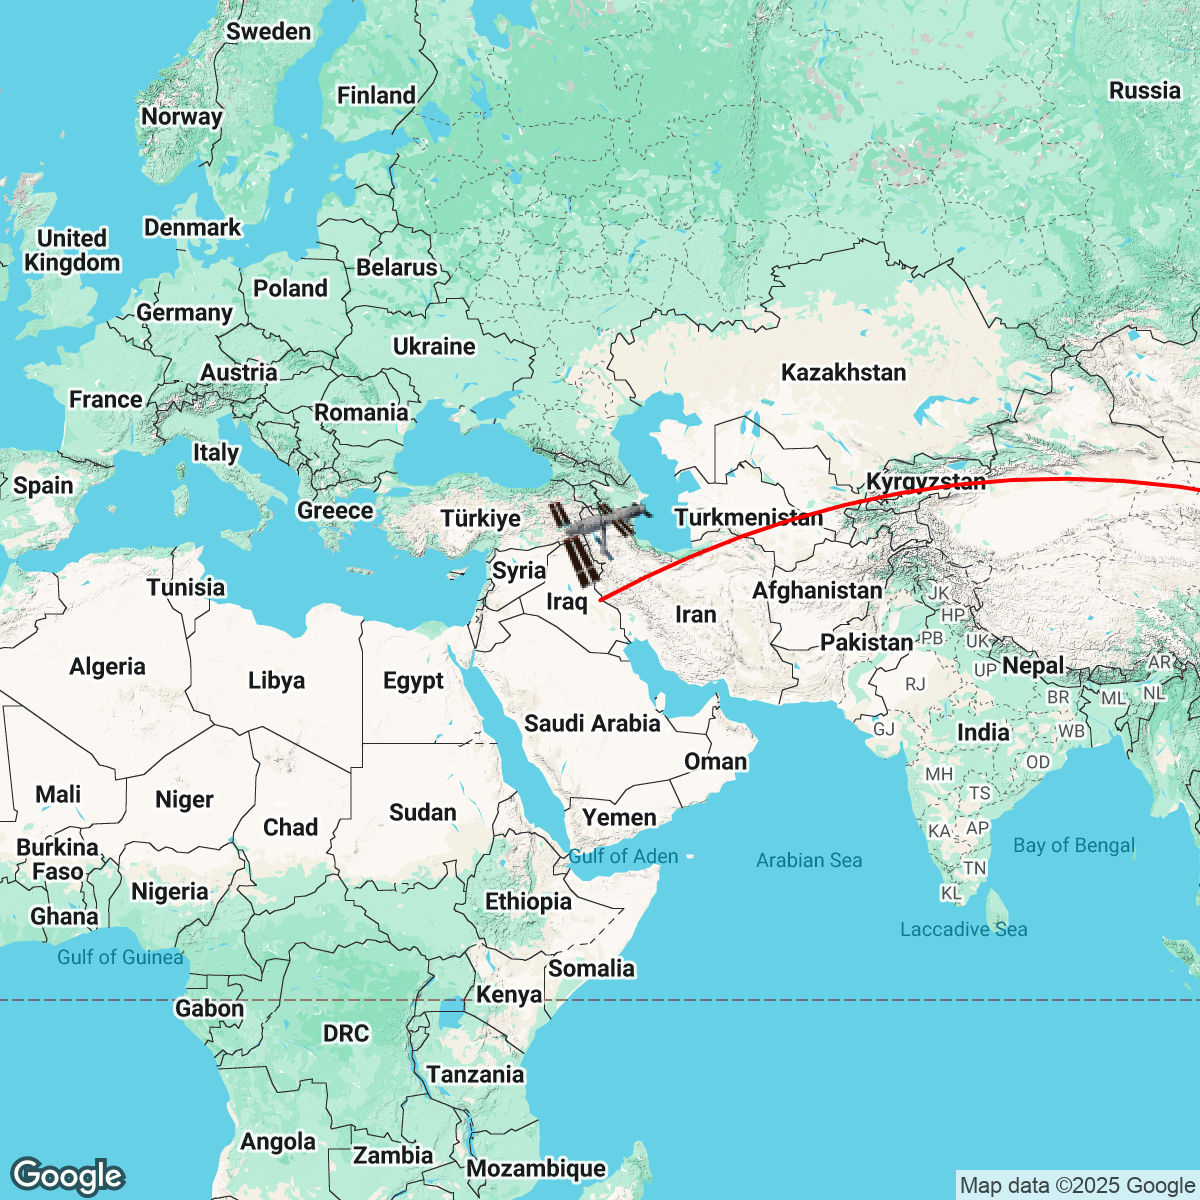 Sweden
Finland
Russia
Norway
Denmark
United
Kingdom
Belarus
Poland
Germany
Ukraine
Austria
Kazakhstan
France
Romania
Italy
Kyrgyzstan
Spain
Greece
Türkiye
Turkmenistan
Syria
Tunisia
Afghanistan
JK
Iraq
Iran
HP
PB
UK
Pakistan
Algeria
Libya
Egypt
UP
Nepal
AR
RJ
BR
ML
NL
Saudi Arabia
GJ
India
WB
Oman
OD
Mali
Niger
MH
TS
Chad
Sudan
Yemen
KA
AP
Burkina
Faso
Gulf of Aden
Arabian Sea
Bay of Bengal
TN
Nigeria
KL
Ghana
Ethiopia
Laccadive Sea
Gulf of Guinea
Somalia
Kenya
Gabon
DRC
Tanzania
Angola
Zambia
Mozambique
Google
Map data ©2025 Google